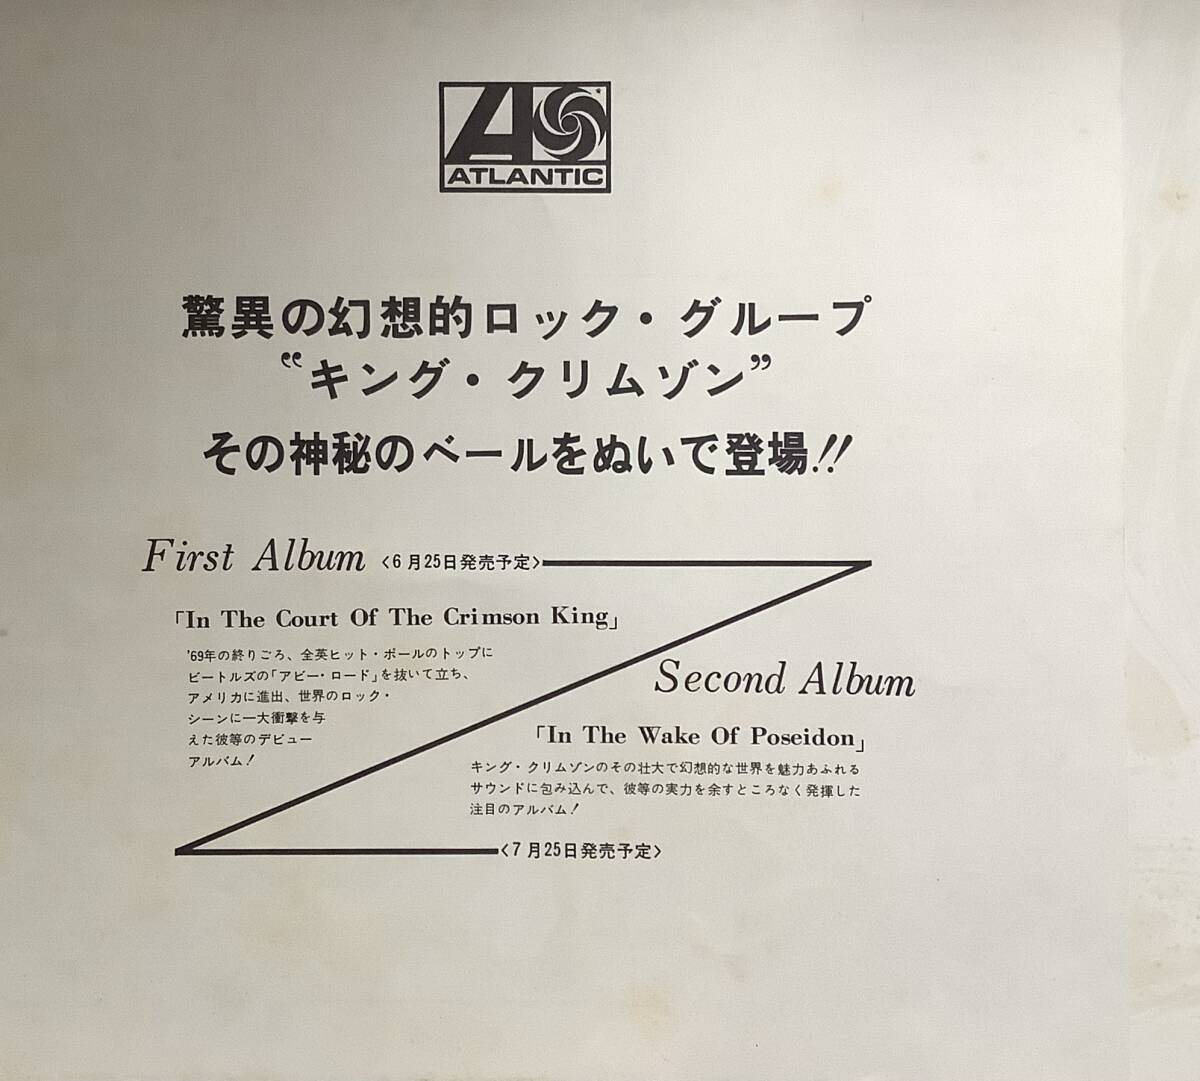 ATLANTIC
驚異の幻想的ロック・グループ
“キング・クリムゾン”
その神秘のベールをぬいで登場!!
First Album 〈6月25日発売予定〉
「In The Court Of The Crimson King」
'69年の終りごろ、全英ヒット・ポールのトップに
ビートルズの「アビー・ロード」を抜いて立ち、
アメリカに進出、世界のロック・
シーンに一大衝撃を与
えた彼等のデビュー
アルバム!
Second Album
「In The Wake Of Poseidon」
キング・クリムゾンのその壮大で幻想的な世界を魅力あふれる
サウンドに包み込んで、彼等の実力を余すところなく発揮した
注目のアルバム!
〈7月25日発売予定〉